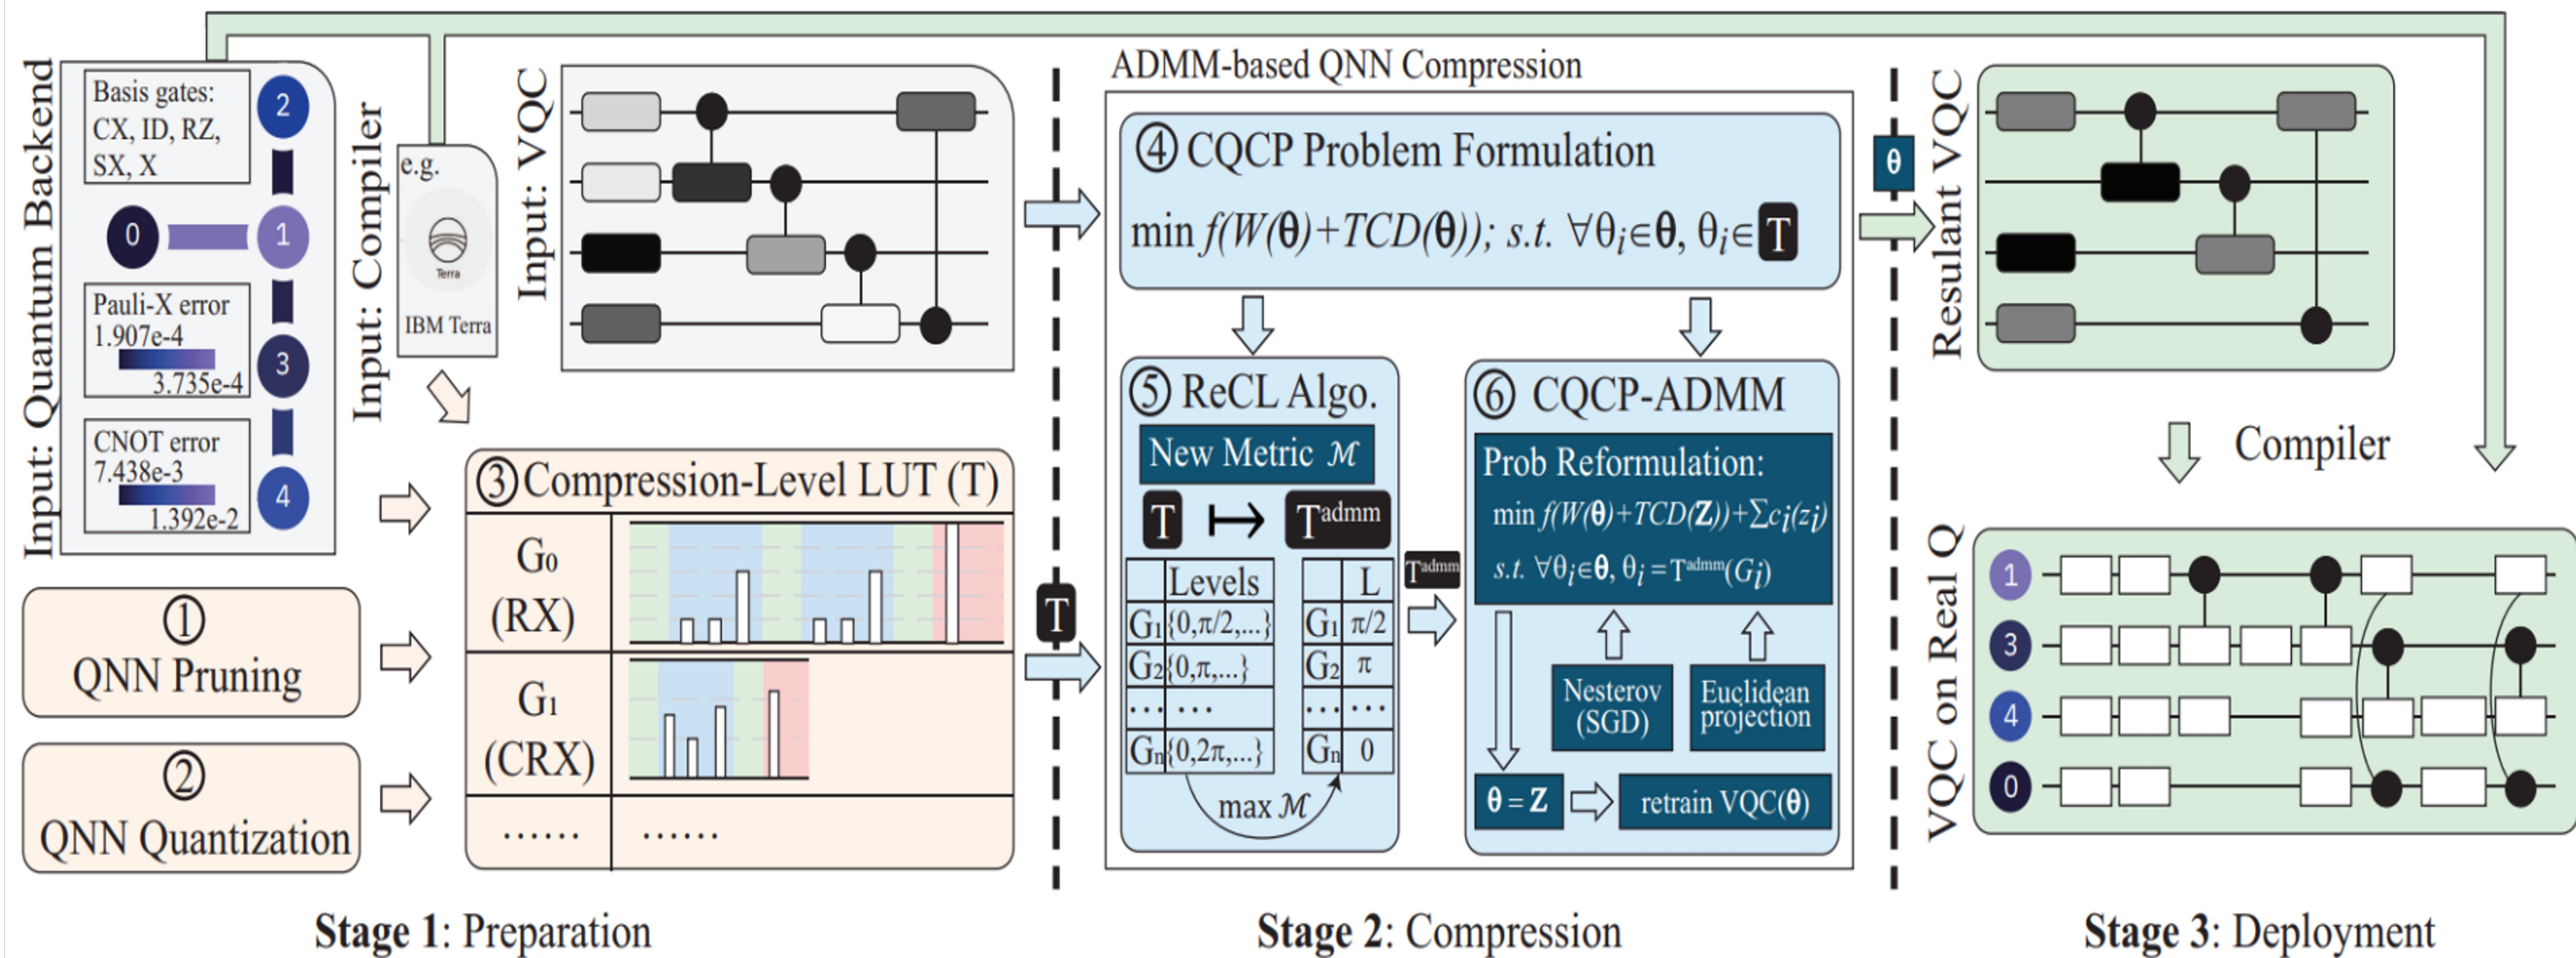 Input: Quantum Backend
Basis gates:
CX, ID, RZ,
SX, X
2
0
1
3
4
Pauli-X error
1.907e-4
3.735e-4
CNOT error
7.438e-3
1.392e-2
Input: Compiler
e.g.
Terra
IBM Terra
Input: VQC
① QNN Pruning
② QNN Quantization
③ Compression-Level LUT (T)
G₀
(RX)
G₁
(CRX)
...... ......
Stage 1: Preparation
T
ADMM-based QNN Compression
④ CQCP Problem Formulation
min f(W(θ)+TCD(θ)); s.t. ∀θᵢ∈θ, θᵢ∈ T
⑤ ReCL Algo.
New Metric ℳ
T ↦ Tᵃᵈᵐᵐ
Levels
G₁ {0,π/2,...}
G₂ {0,π,...}
... ...
Gₙ {0,2π,...}
L
G₁ π/2
G₂ π
... ...
Gₙ 0
max ℳ
Tᵃᵈᵐᵐ
⑥ CQCP-ADMM
Prob Reformulation:
min f(W(θ)+TCD(Z))+∑cᵢ(zᵢ)
s.t. ∀θᵢ∈θ, θᵢ =Tᵃᵈᵐᵐ(Gᵢ)
Nesterov
(SGD)
Euclidean
projection
θ = Z
retrain VQC(θ)
Stage 2: Compression
θ
Resulant VQC
Compiler
VQC on Real Q
1
3
4
0
Stage 3: Deployment